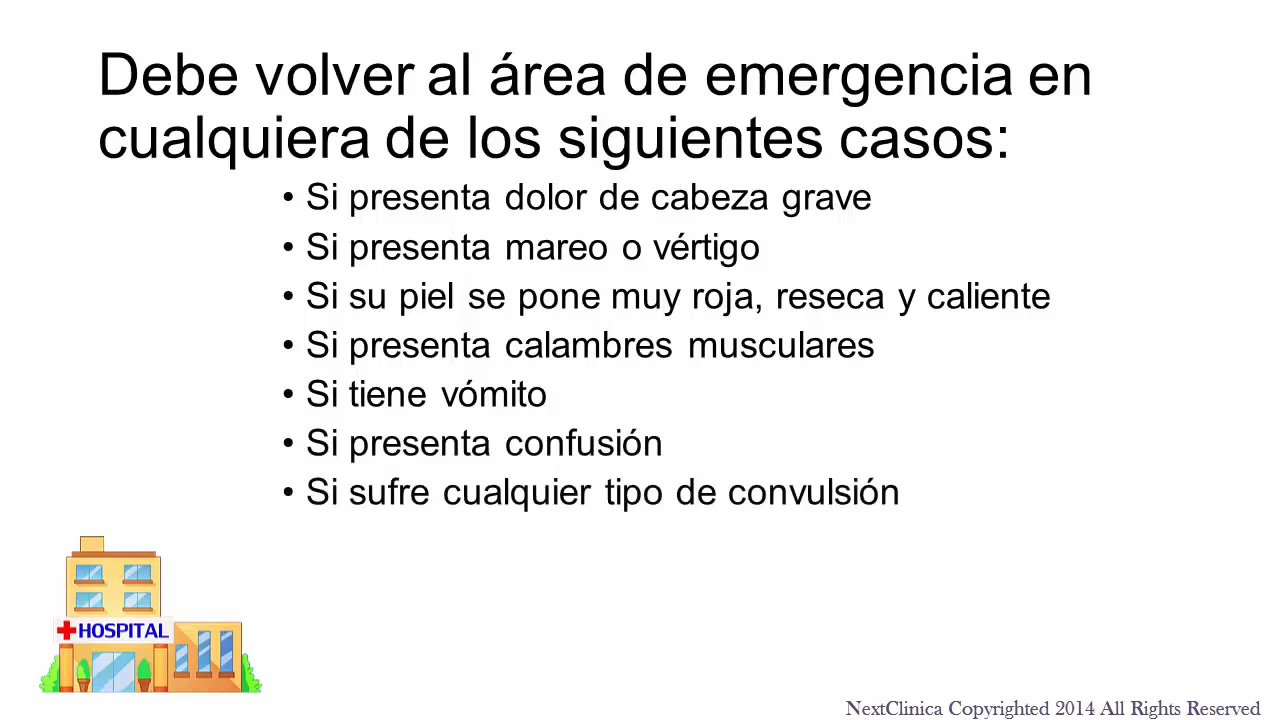 Debe volver al área de emergencia en
cualquiera de los siguientes casos:
• Si presenta dolor de cabeza grave
• Si presenta mareo o vértigo
• Si su piel se pone muy roja, reseca y caliente
• Si presenta calambres musculares
• Si tiene vómito
• Si presenta confusión
• Si sufre cualquier tipo de convulsión
HOSPITAL
NextClinica Copyrighted 2014 All Rights Reserved